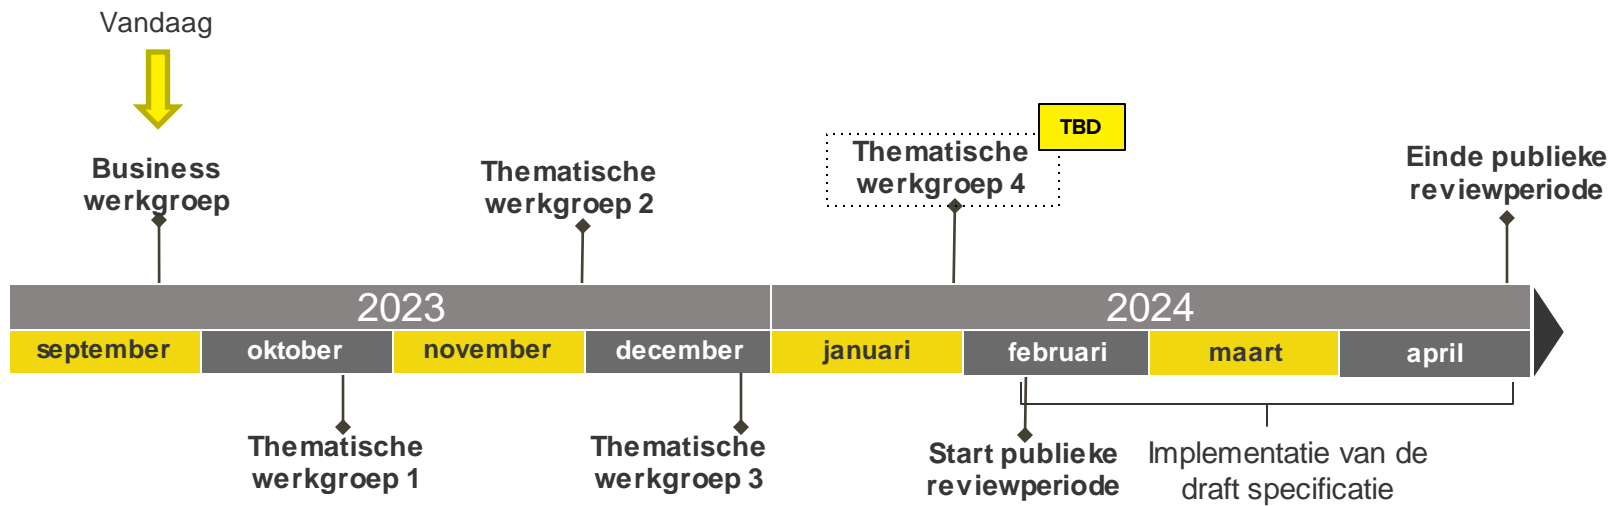 Vandaag
Business
werkgroep
Thematische
werkgroep 2
TBD
Thematische
werkgroep 4
Einde publieke
reviewperiode
2023
2024
september
oktober
november
december
januari
februari
maart
april
Thematische
werkgroep 1
Thematische
werkgroep 3
Start publieke
reviewperiode
Implementatie van de
draft specificatie